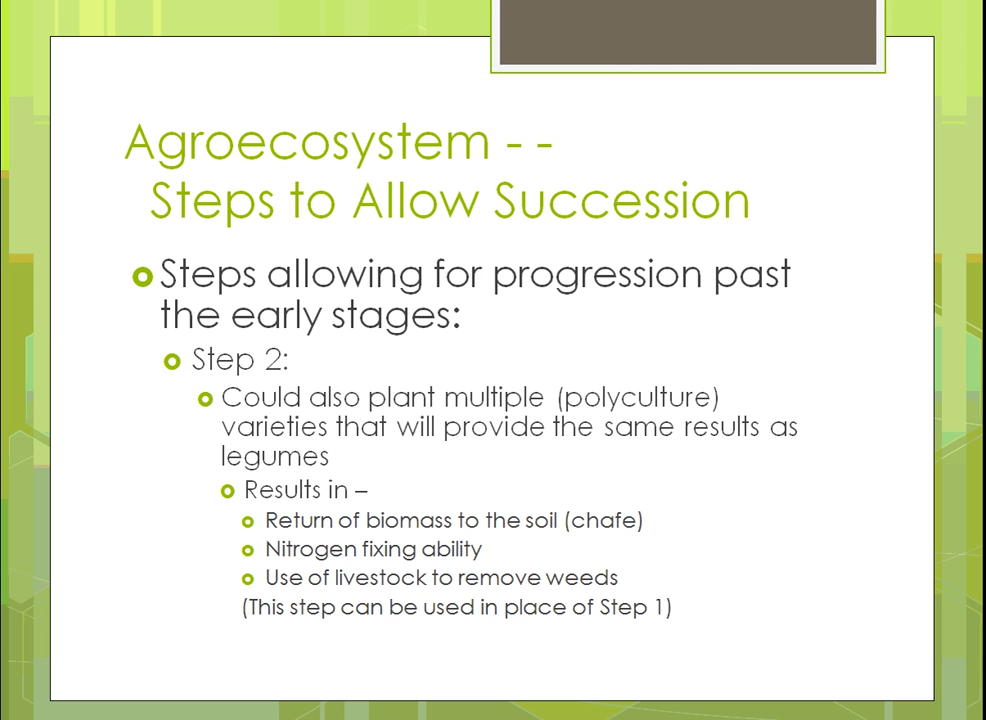 Agroecosystem - -
Steps to Allow Succession
Steps allowing for progression past
the early stages:
Step 2:
Could also plant multiple (polyculture)
varieties that will provide the same results as
legumes
Results in –
Return of biomass to the soil (chafe)
Nitrogen fixing ability
Use of livestock to remove weeds
(This step can be used in place of Step 1)